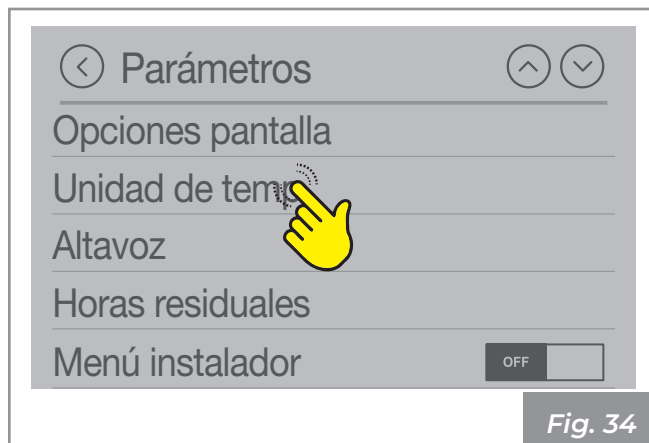 Parámetros
Opciones pantalla
Unidad de temp
Altavoz
Horas residuales
Menú instalador OFF
Fig. 34